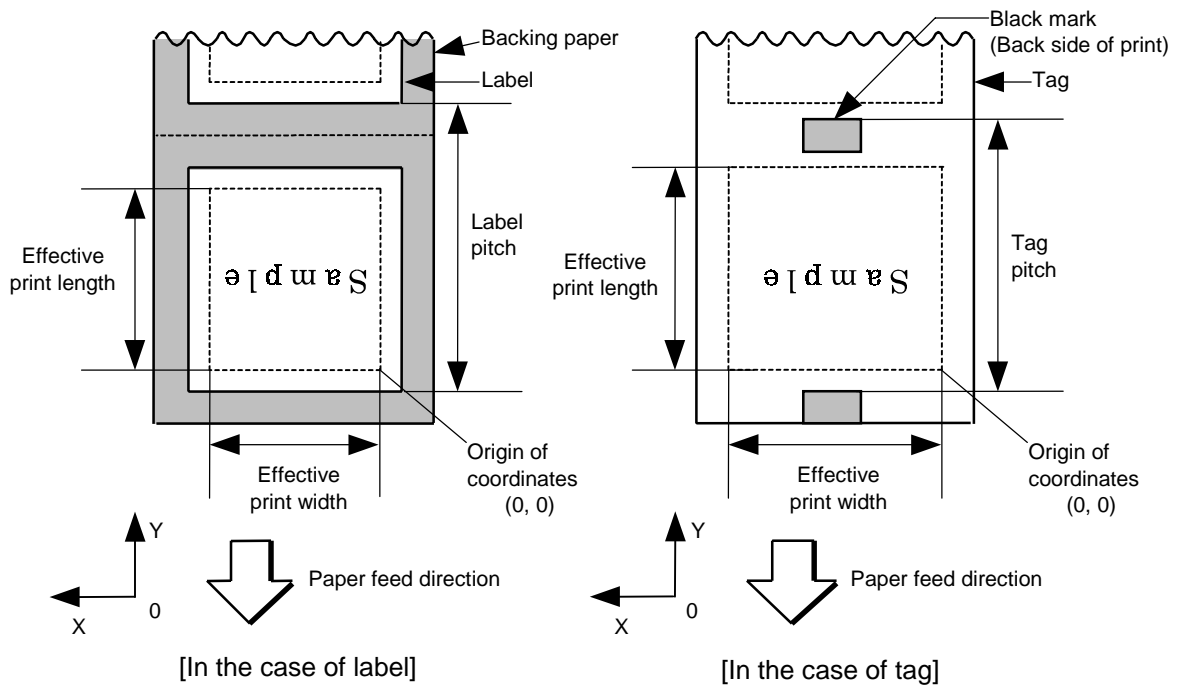 Backing paper
Label
Label
pitch
Effective
print length
Sample
Effective
print width
Origin of
coordinates
(0, 0)
Y
X
0
Paper feed direction
[In the case of label]
Black mark
(Back side of print)
Tag
Tag
pitch
Effective
print length
Sample
Effective
print width
Origin of
coordinates
(0, 0)
Y
X
0
Paper feed direction
[In the case of tag]